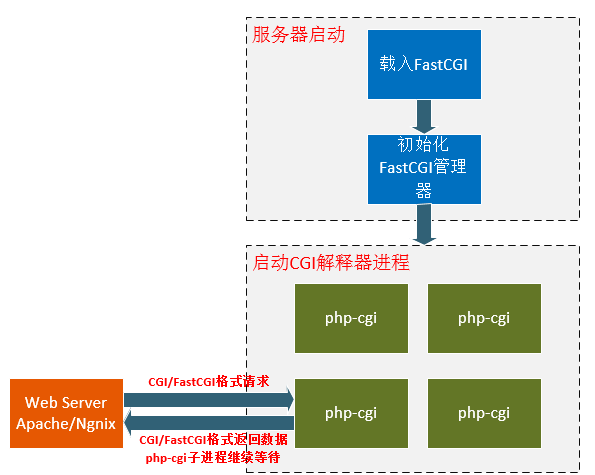 服务器启动
载入FastCGI
初始化
FastCGI管理
器
启动CGI解释器进程
php-cgi
php-cgi
CGI/FastCGI格式请求
Web Server
Apache/Ngnix
php-cgi
php-cgi
CGI/FastCGI格式返回数据
php-cgi子进程继续等待